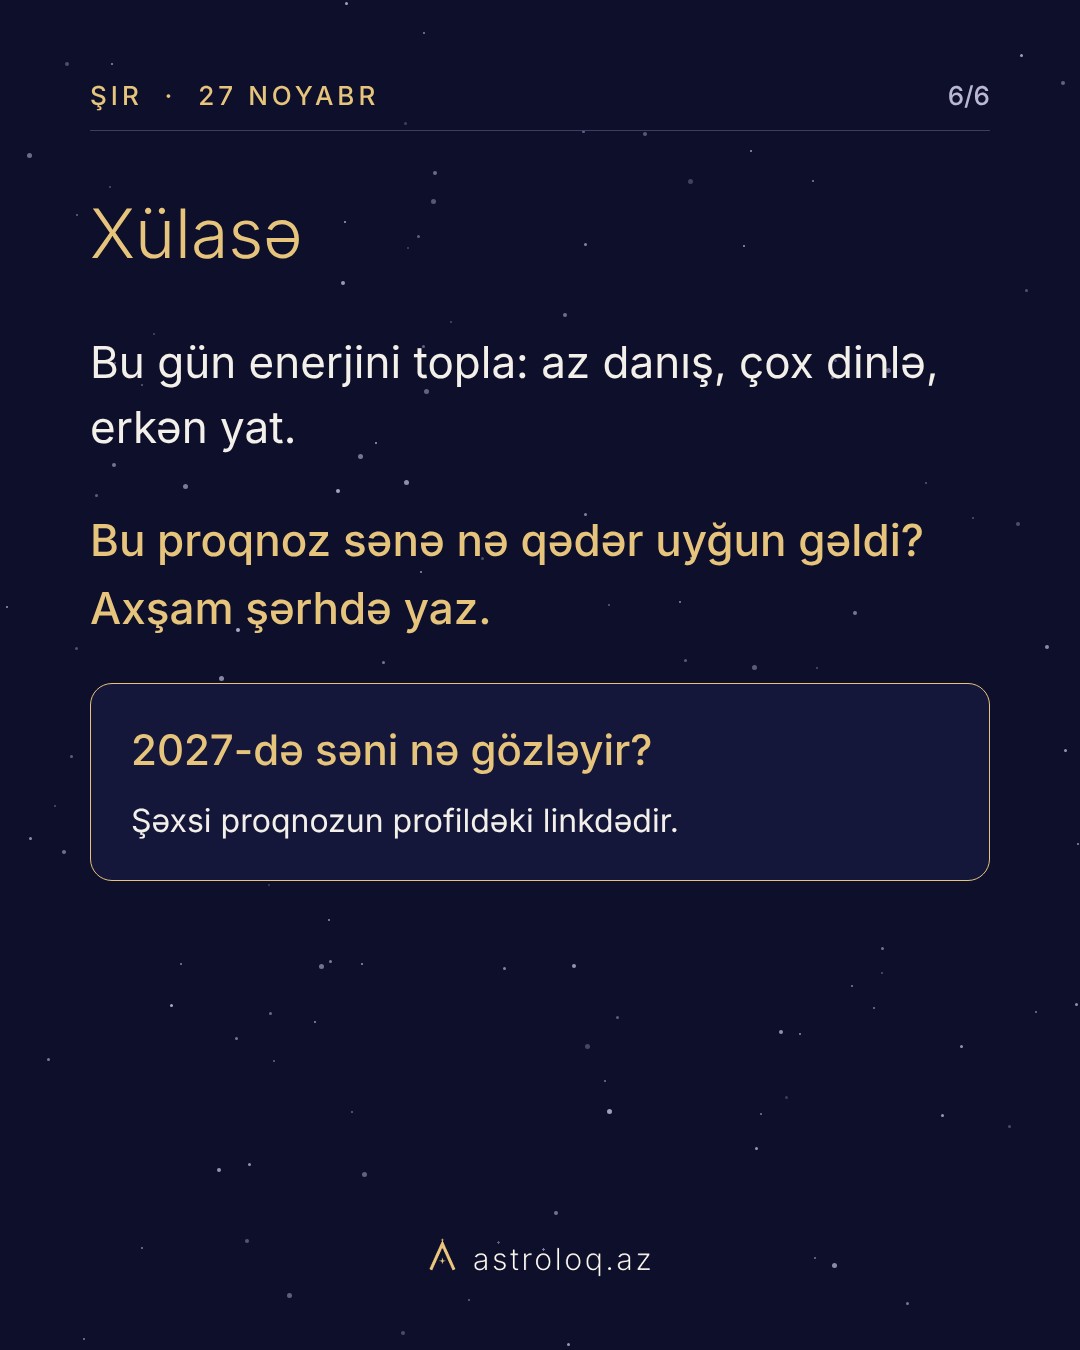 ŞIR · 27 NOYABR
6/6
Xülasə
Bu gün enerjini topla: az danış, çox dinlə,
erkən yat.
Bu proqnoz sənə nə qədər uyğun gəldi?
Axşam şərhdə yaz.
2027-də səni nə gözləyir?
Şəxsi proqnozun profildəki linkdədir.
astroloq.az